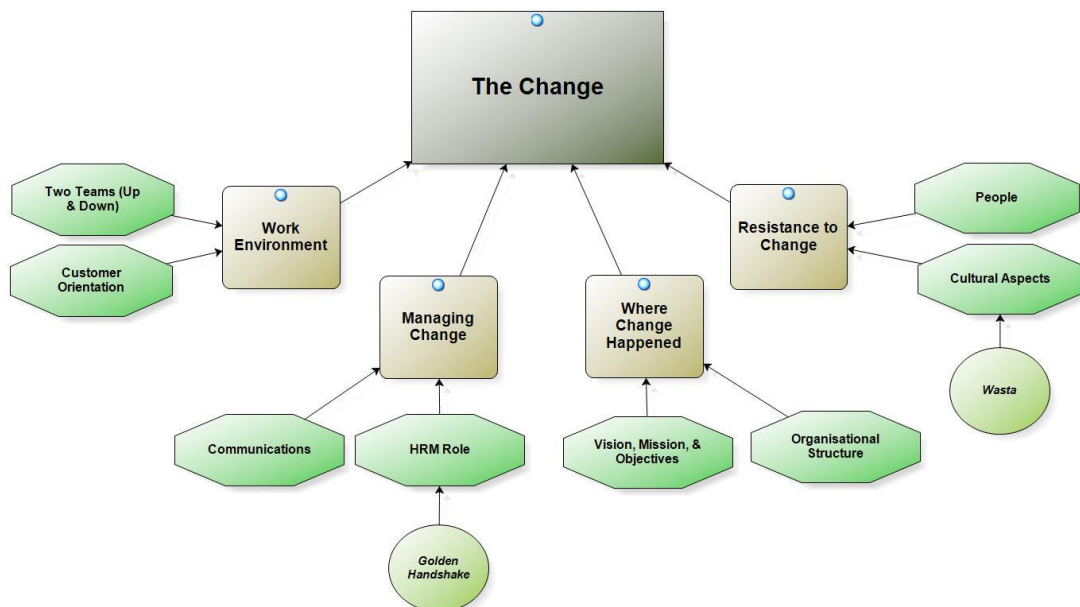 The Change
Two Teams (Up
& Down)
Customer
Orientation
Work
Environment
Managing
Change
Where
Change
Happened
Resistance to
Change
People
Cultural Aspects
Wasta
Communications
HRM Role
Vision, Mission, &
Objectives
Organisational
Structure
Golden
Handshake